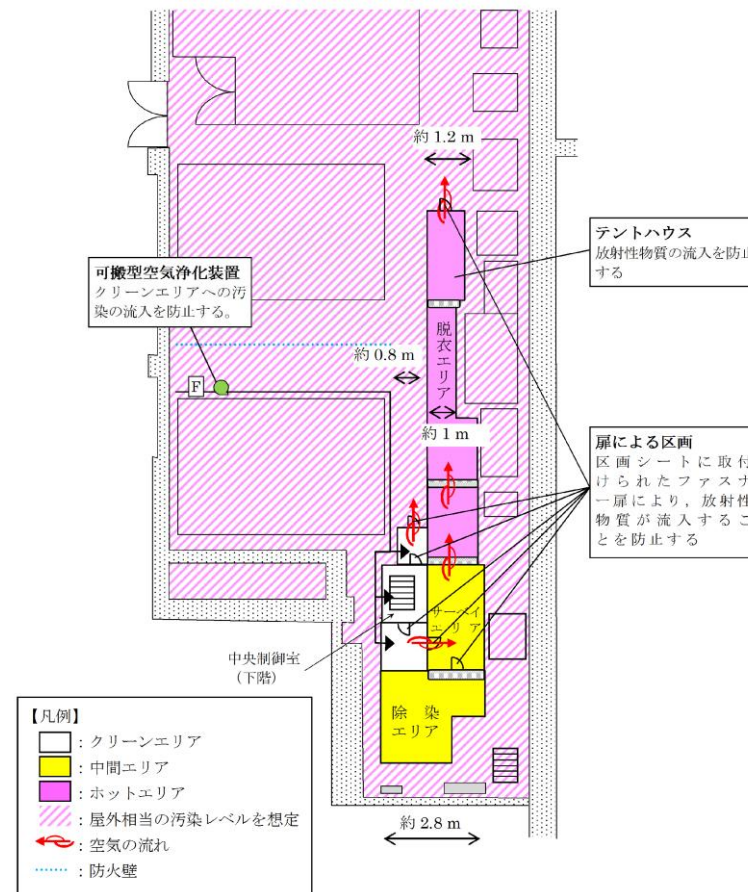 約 1.2 m
テントハウス
放射性物質の流入を防止
する
可搬型空気浄化装置
クリーンエリアへの汚
染の流入を防止する。
脱衣エリア
約 0.8 m
F
約 1 m
扉による区画
区画シートに取付
けられたファスナ
ー扉により，放射性
物質が流入するこ
とを防止する
サーベイ
エリア
中央制御室
(下階)
除 染
エリア
【凡例】
：クリーンエリア
：中間エリア
：ホットエリア
：屋外相当の汚染レベルを想定
：空気の流れ
：防火壁
約 2.8 m